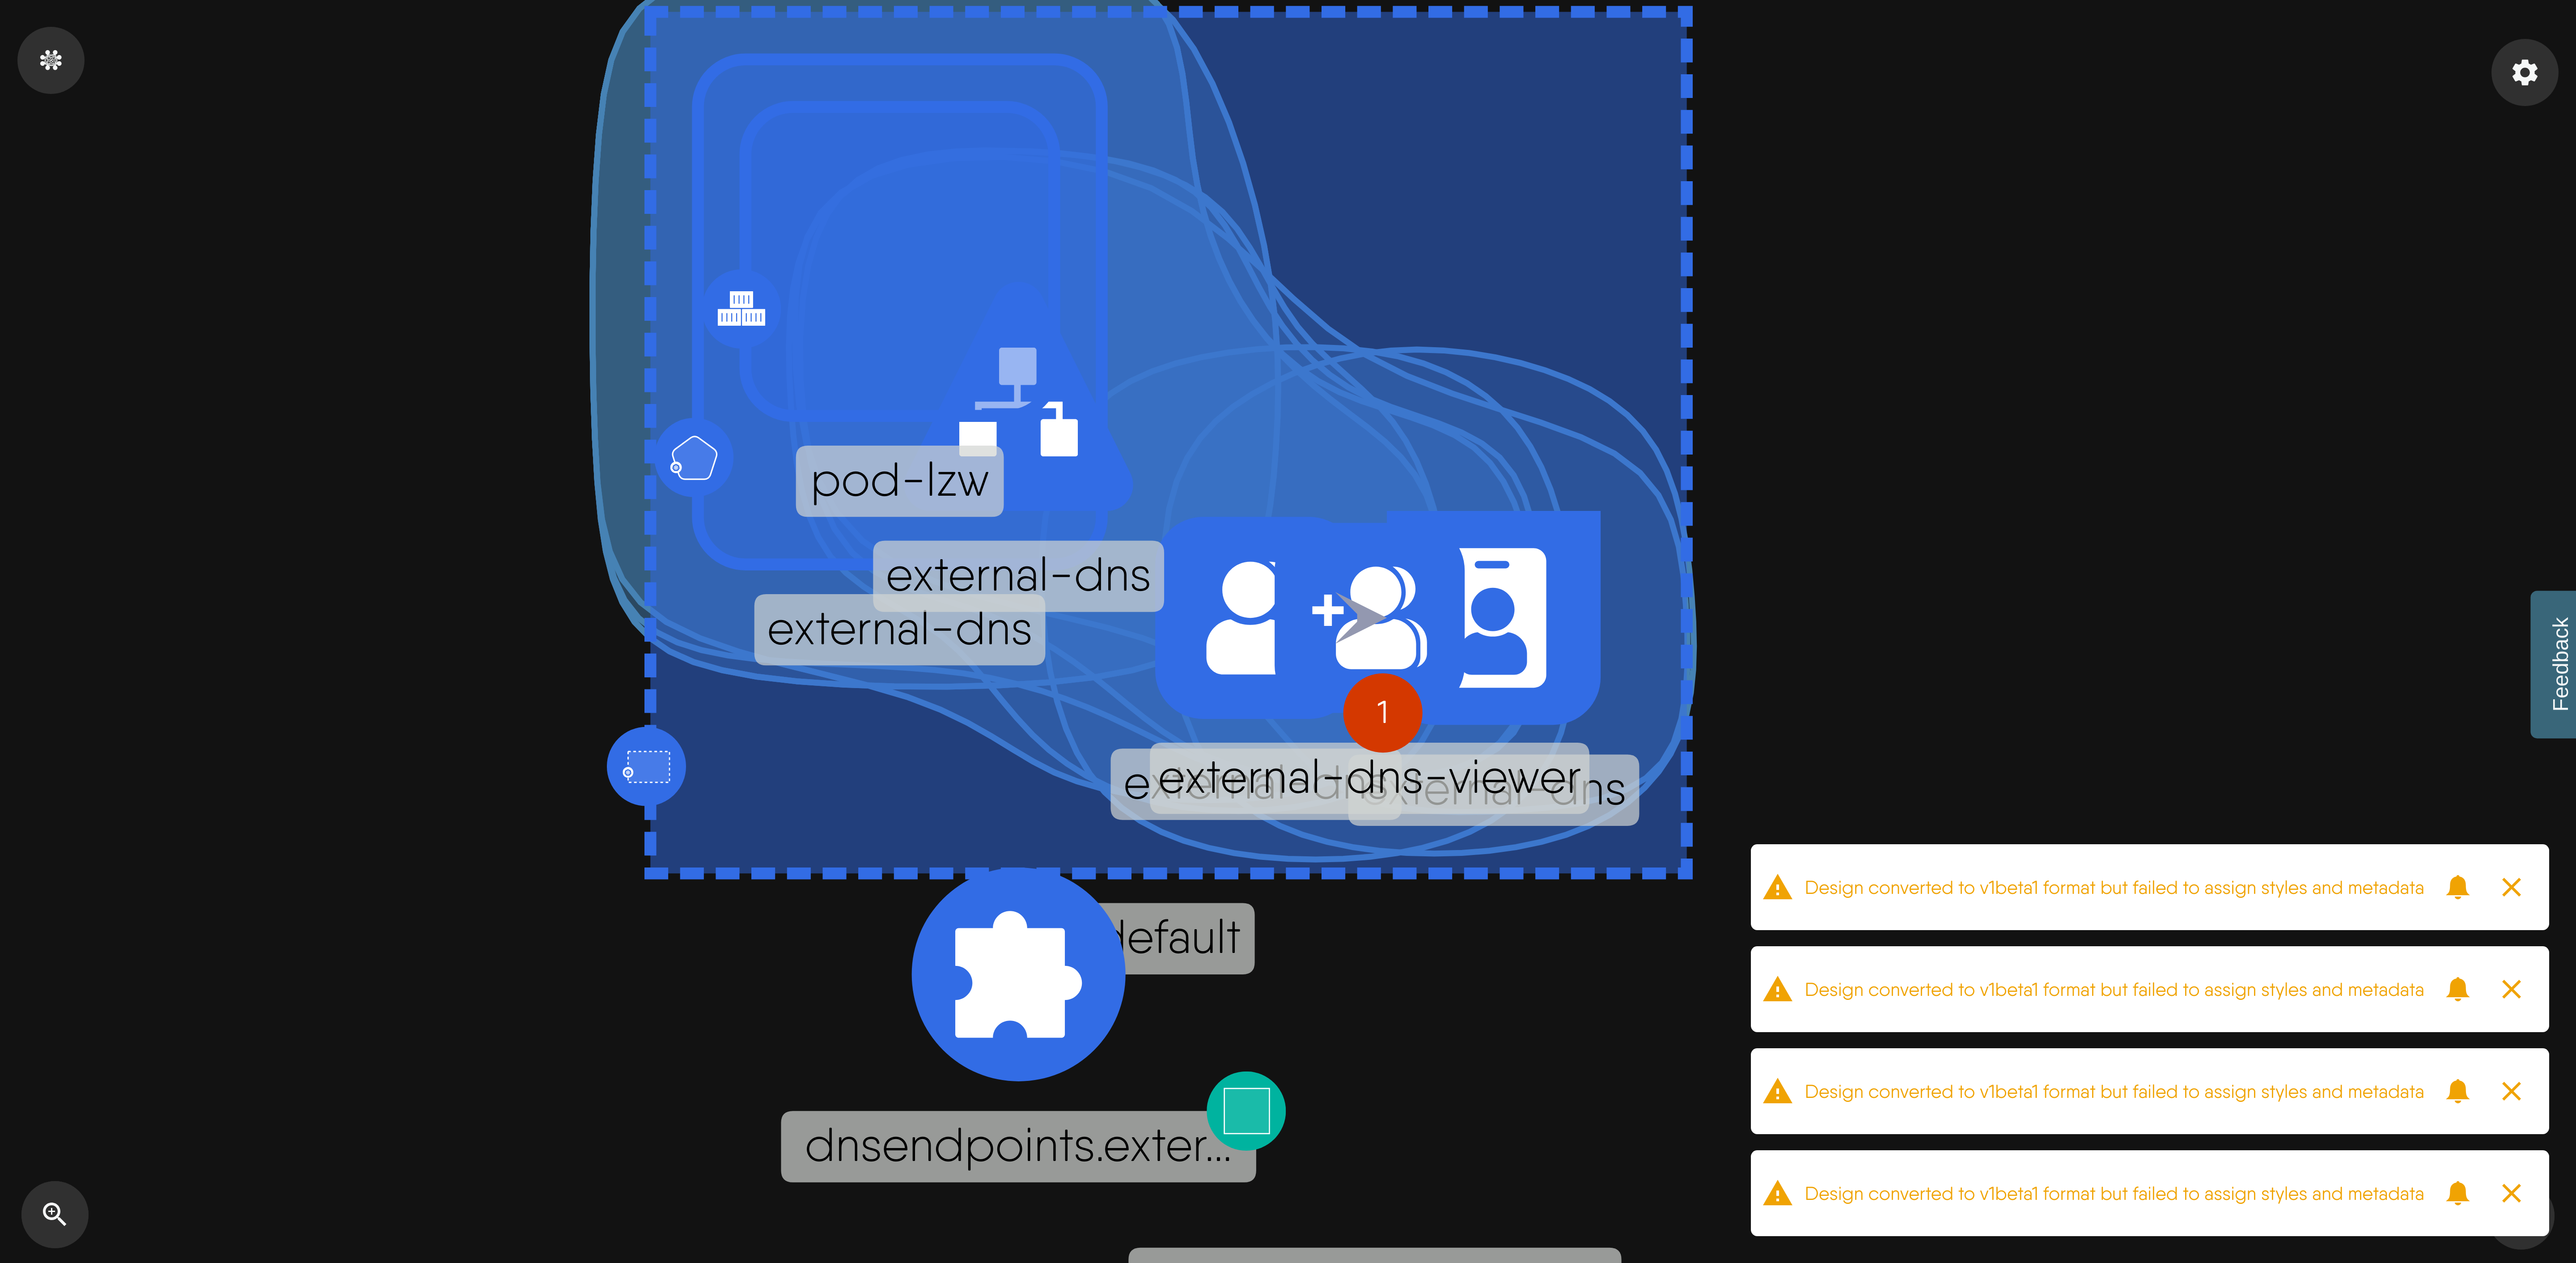 pod-lzw
external-dns
external-dns
1
external-dns
external-dns-viewer
external-dns
default
dnsendpoints.exter...
Feedback
Design converted to v1beta1 format but failed to assign styles and metadata
Design converted to v1beta1 format but failed to assign styles and metadata
Design converted to v1beta1 format but failed to assign styles and metadata
Design converted to v1beta1 format but failed to assign styles and metadata